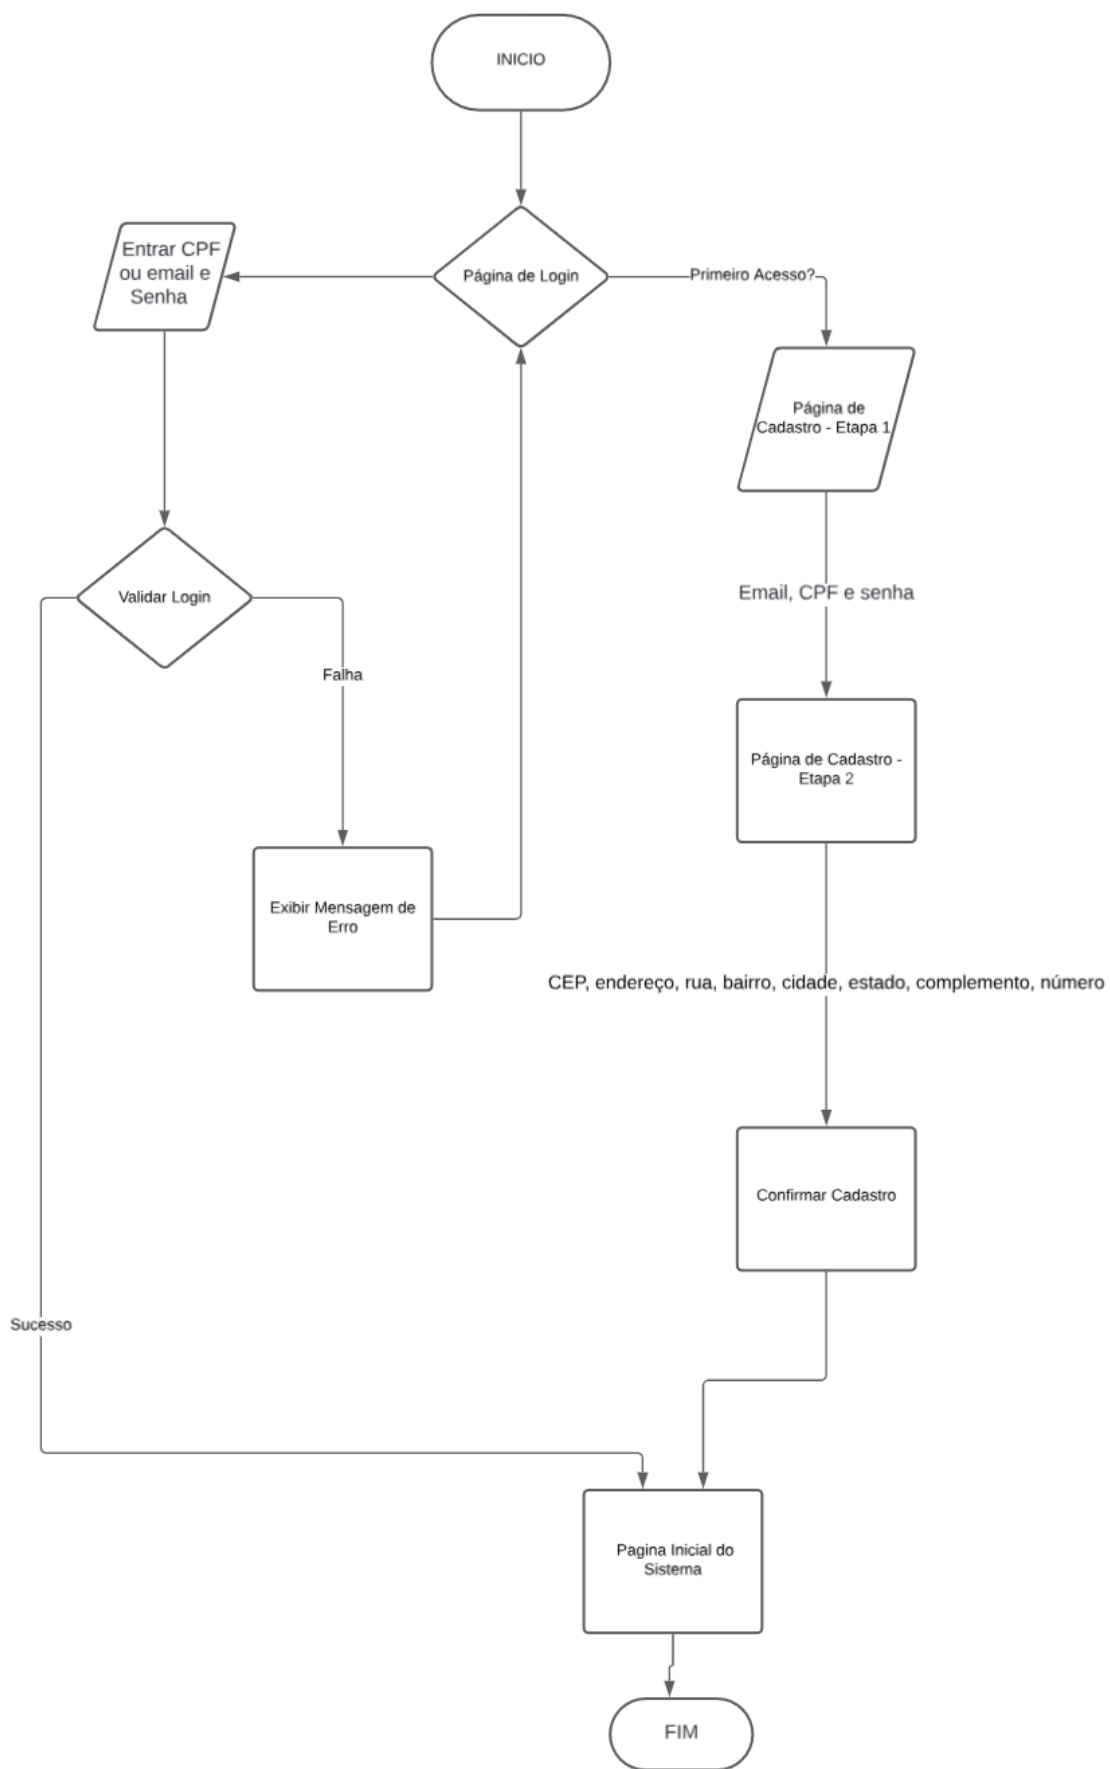 INICIO
Entrar CPF
ou email e
Senha
Página de Login
Primeiro Acesso?
Página de
Cadastro - Etapa 1
Validar Login
Email, CPF e senha
Falha
Página de Cadastro -
Etapa 2
Exibir Mensagem de
Erro
CEP, endereço, rua, bairro, cidade, estado, complemento, número
Confirmar Cadastro
Sucesso
Pagina Inicial do
Sistema
FIM